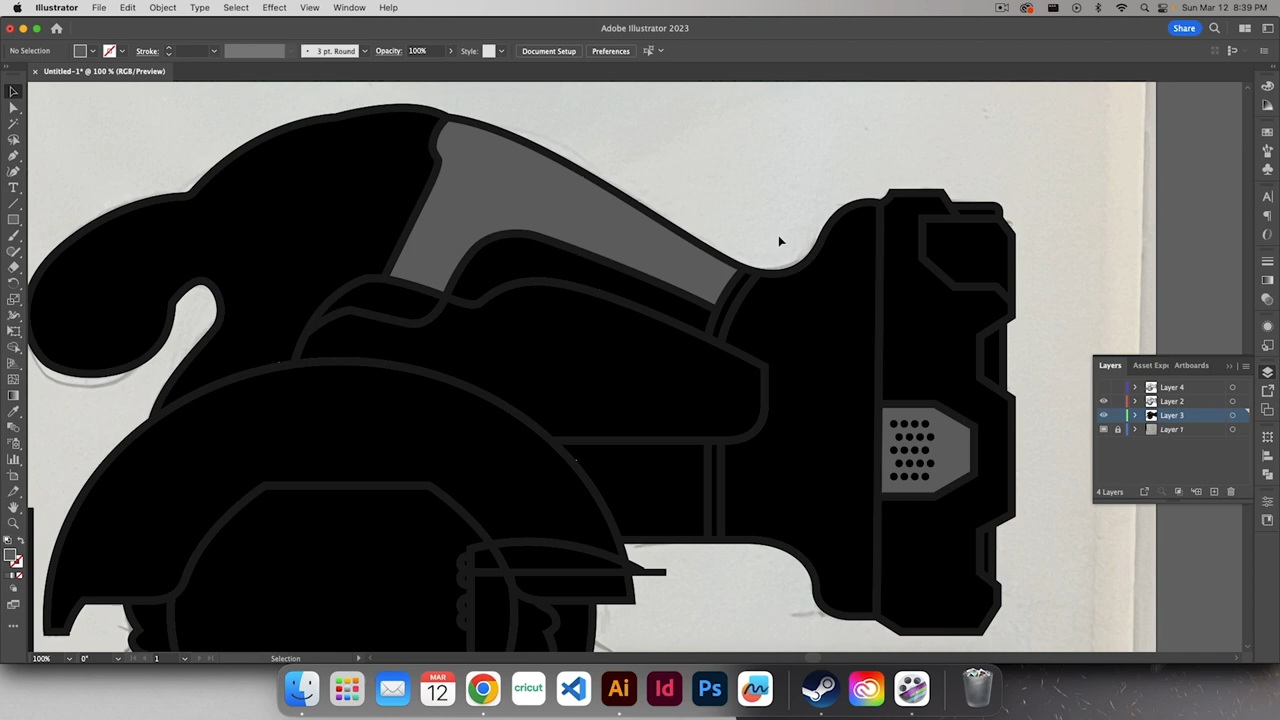 Illustrator File Edit Object Type Select Effect View Window Help Sun Mar 12 8:39 PM
Adobe Illustrator 2023 Share
No Selection Stroke: 3 pt. Round Opacity: 100% Style: Document Setup Preferences
× Untitled-1* @ 100 % (RGB/Preview)
Layers Asset Expo Artboards
Layer 4
Layer 2
Layer 3
Layer 1
4 Layers
100% 0° 1 Selection
MAR
12 cricut Ai Id Ps